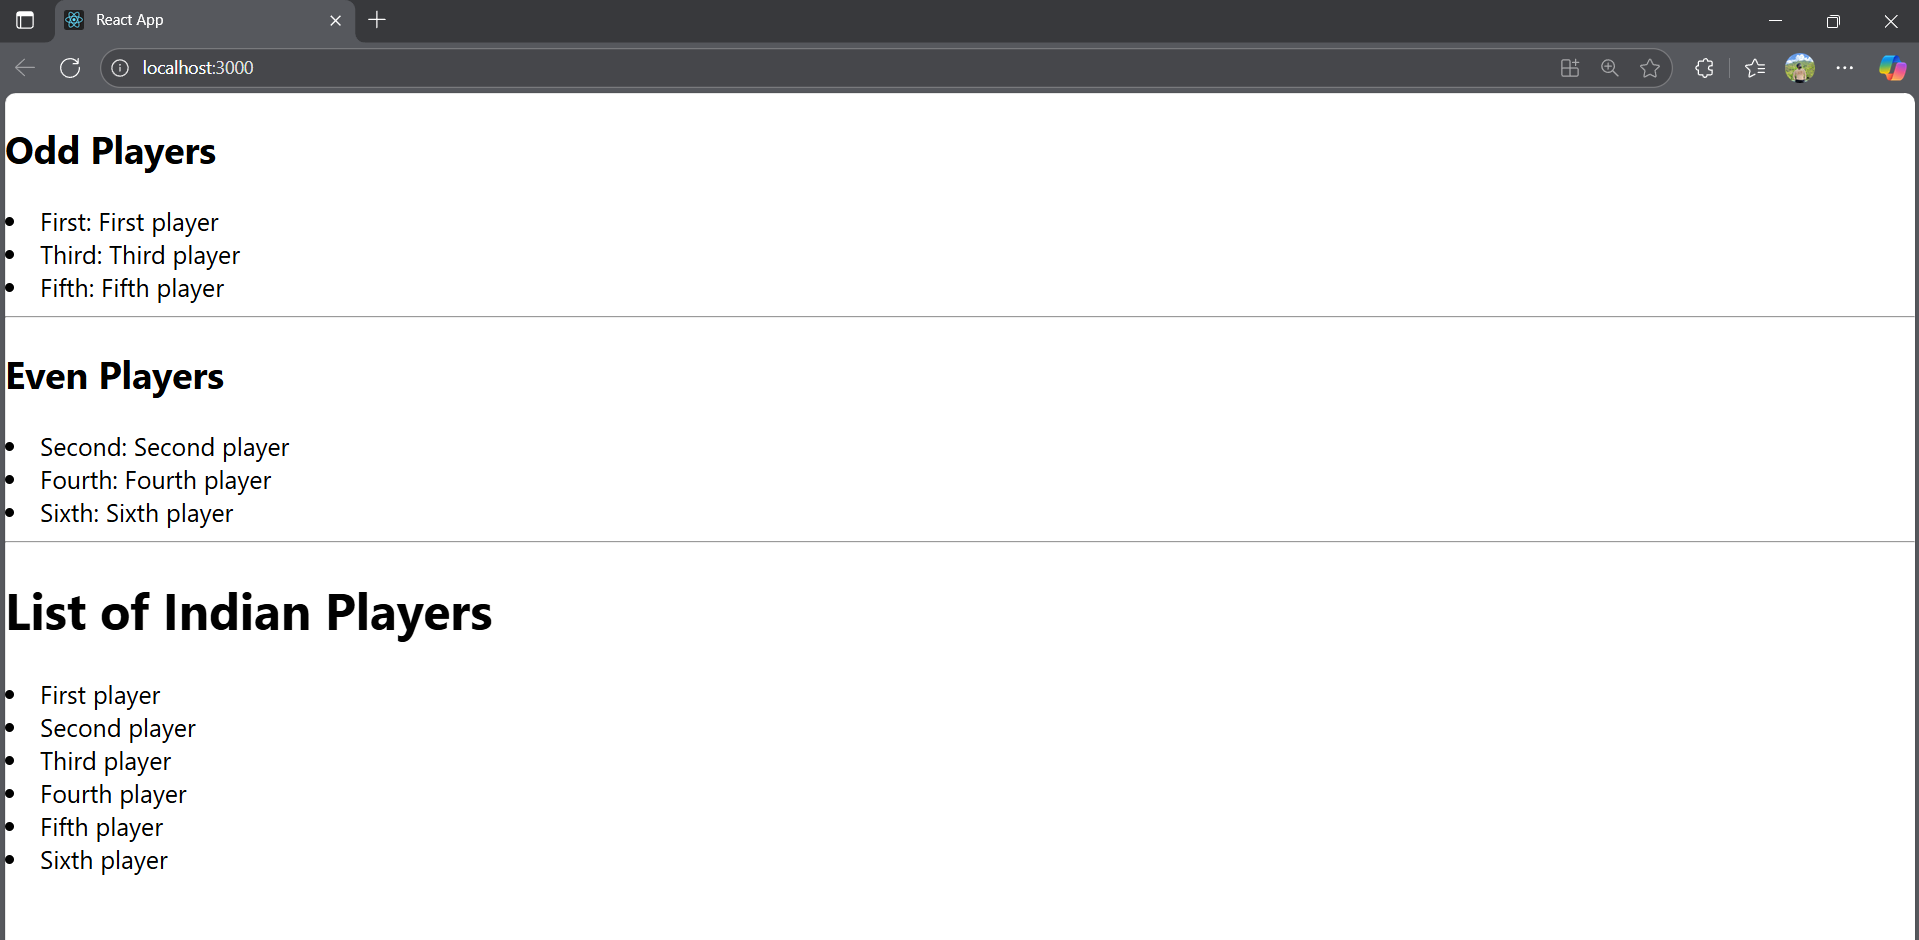 React App
localhost:3000
Odd Players
First: First player
Third: Third player
Fifth: Fifth player
Even Players
Second: Second player
Fourth: Fourth player
Sixth: Sixth player
List of Indian Players
First player
Second player
Third player
Fourth player
Fifth player
Sixth player